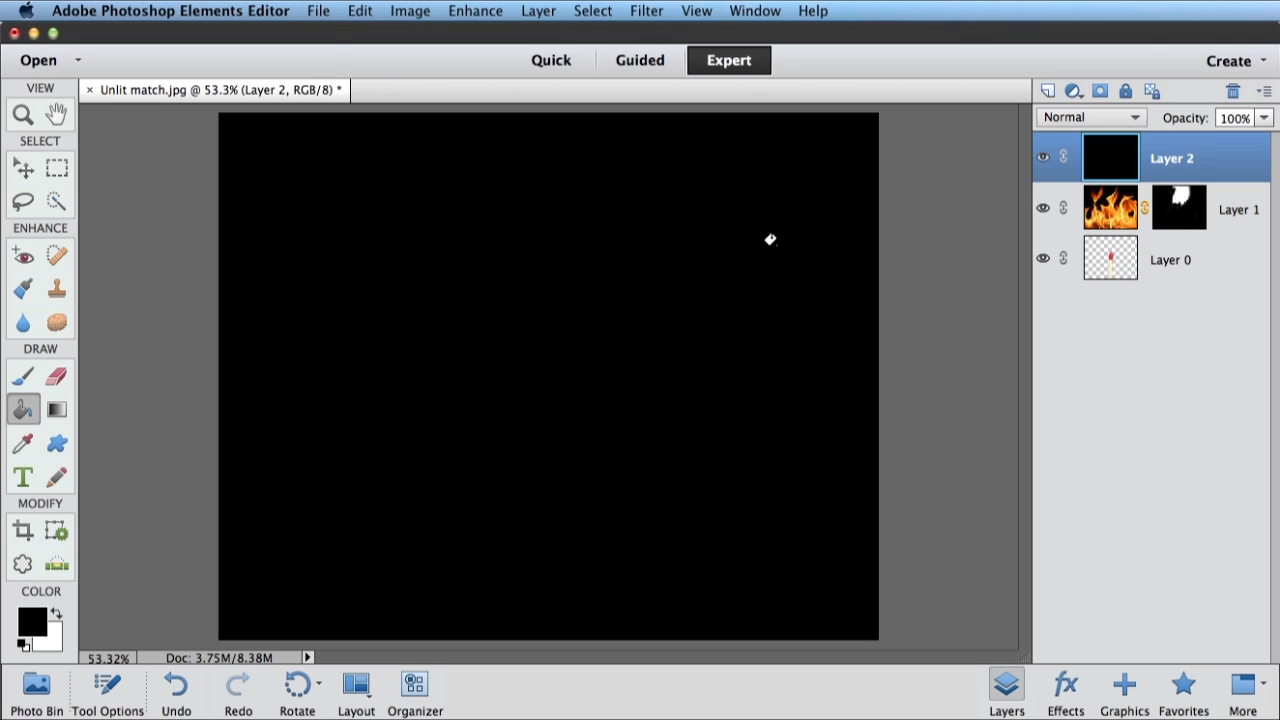 Adobe Photoshop Elements Editor File Edit Image Enhance Layer Select Filter View Window Help
Open Quick Guided Expert Create
VIEW
× Unlit match.jpg @ 53.3% (Layer 2, RGB/8) *
Normal Opacity: 100%
SELECT
Layer 2
Layer 1
ENHANCE
Layer 0
DRAW
T
MODIFY
COLOR
53.32% Doc: 3.75M/8.38M
fx
Photo Bin Tool Options Undo Redo Rotate Layout Organizer Layers Effects Graphics Favorites More